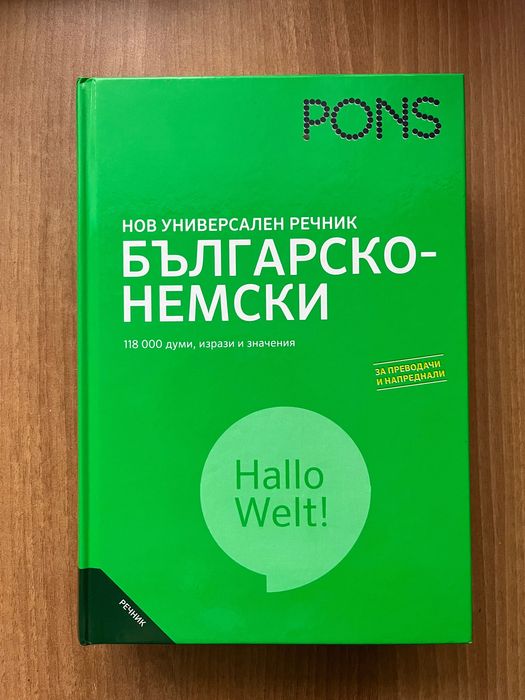 PONS
НОВ УНИВЕРСАЛЕН РЕЧНИК
БЪЛГАРСКО-
НЕМСКИ
118 000 думи, изрази и значения
ЗА ПРЕВОДАЧИ
И НАПРЕДНАЛИ
Hallo
Welt!
РЕЧНИК